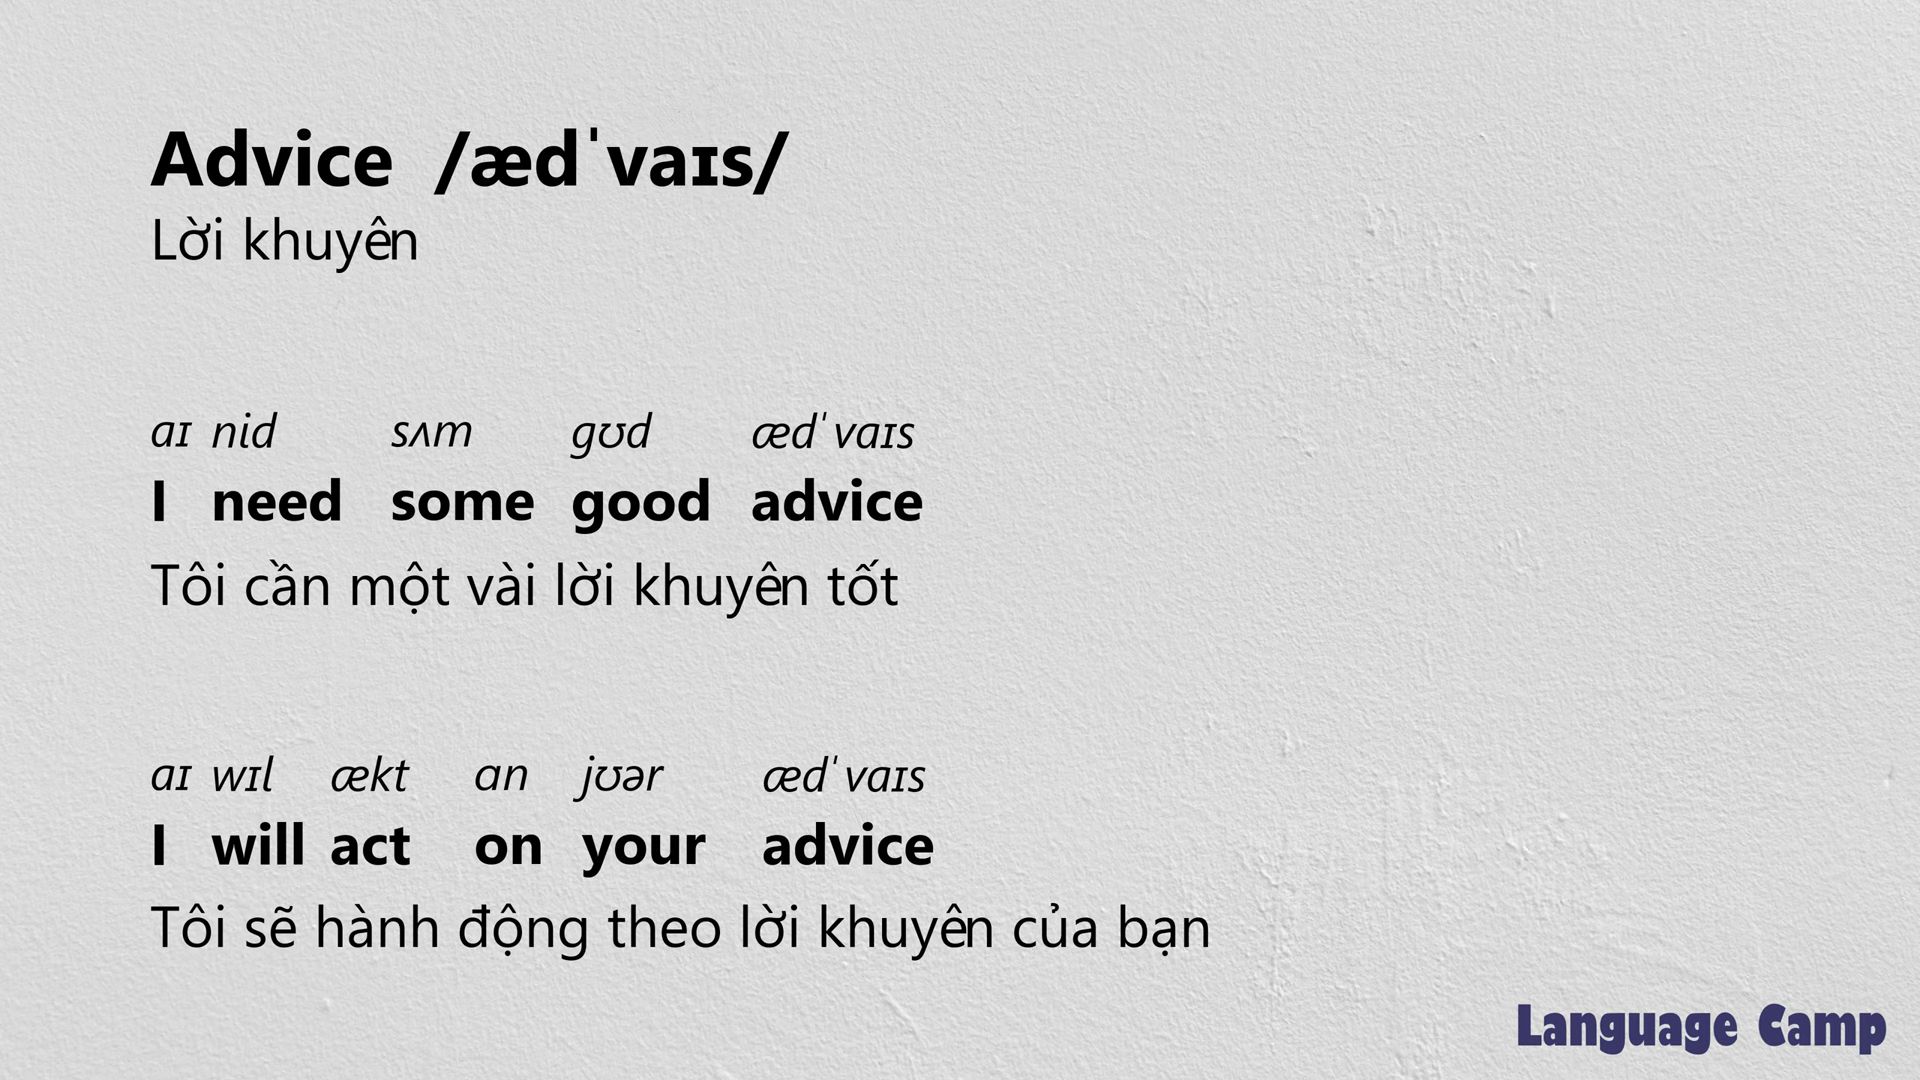 Advice /ædˈvaɪs/
Lời khuyên
aɪ nid sʌm gʊd ædˈvaɪs
I need some good advice
Tôi cần một vài lời khuyên tốt
aɪ wɪl ækt an jʊər ædˈvaɪs
I will act on your advice
Tôi sẽ hành động theo lời khuyên của bạn
Language Camp